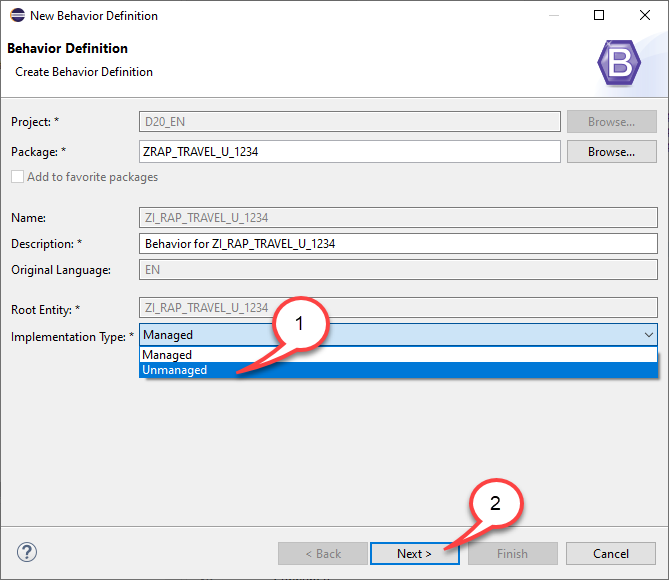 New Behavior Definition
Behavior Definition
Create Behavior Definition
B
Project: * D20_EN Browse...
Package: * ZRAP_TRAVEL_U_1234 Browse...
Add to favorite packages
Name: ZI_RAP_TRAVEL_U_1234
Description: * Behavior for ZI_RAP_TRAVEL_U_1234
Original Language: EN
Root Entity: * ZI_RAP_TRAVEL_U_1234
1
Implementation Type: * Managed
Managed
Unmanaged
2
? < Back Next > Finish Cancel